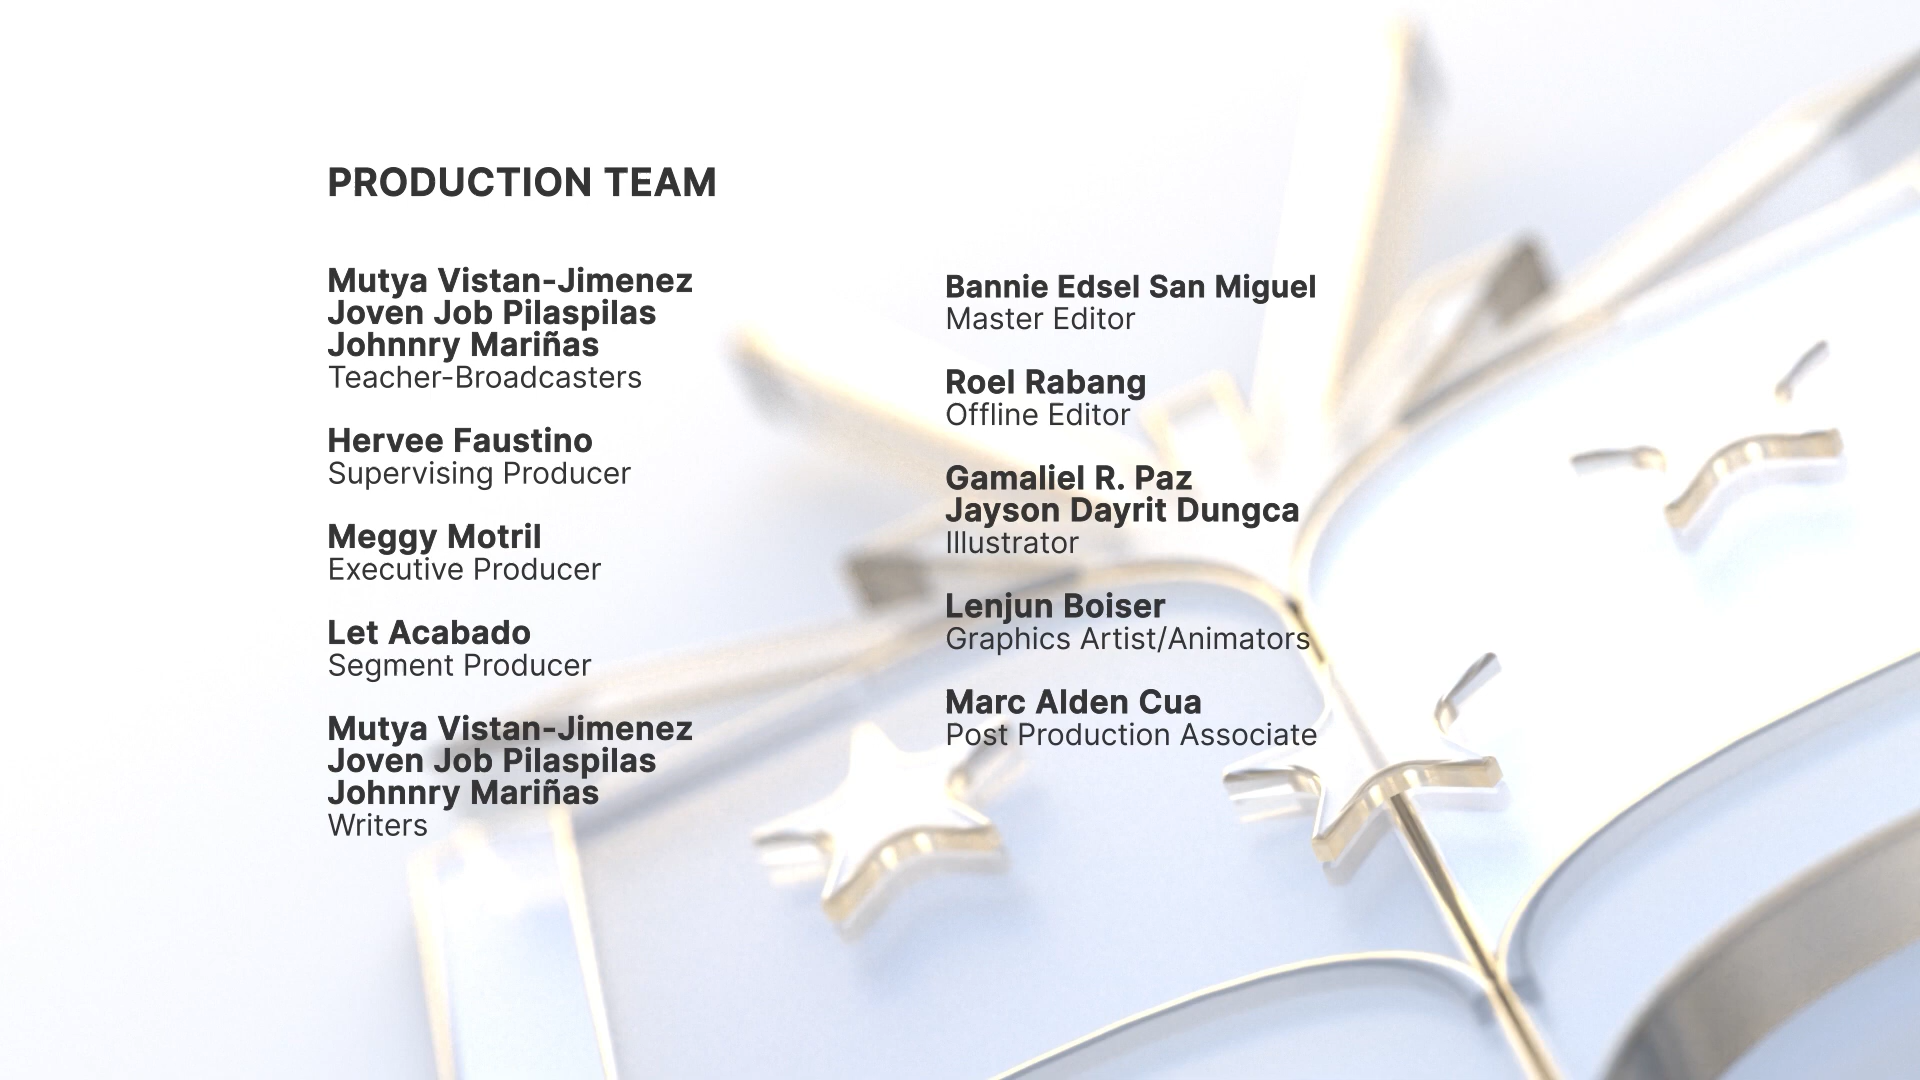 PRODUCTION TEAM
Mutya Vistan-Jimenez
Joven Job Pilaspilas
Johnnry Mariñas
Teacher-Broadcasters
Hervee Faustino
Supervising Producer
Meggy Motril
Executive Producer
Let Acabado
Segment Producer
Mutya Vistan-Jimenez
Joven Job Pilaspilas
Johnnry Mariñas
Writers
Bannie Edsel San Miguel
Master Editor
Roel Rabang
Offline Editor
Gamaliel R. Paz
Jayson Dayrit Dungca
Illustrator
Lenjun Boiser
Graphics Artist/Animators
Marc Alden Cua
Post Production Associate